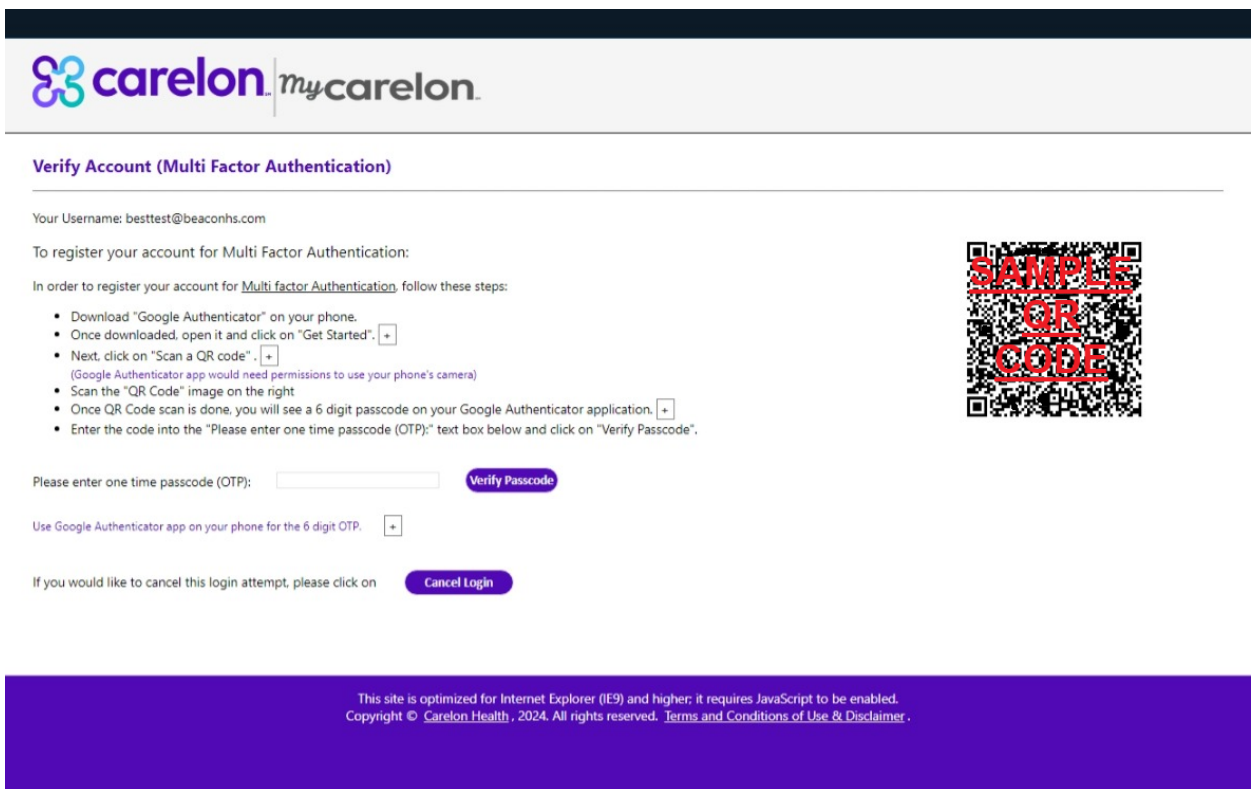 carelon. mycarelon.
Verify Account (Multi Factor Authentication)
Your Username: besttest@beaconhs.com
To register your account for Multi Factor Authentication:
In order to register your account for Multi factor Authentication, follow these steps:
• Download "Google Authenticator" on your phone.
• Once downloaded, open it and click on "Get Started". +
• Next, click on "Scan a QR code" . +
(Google Authenticator app would need permissions to use your phone's camera)
• Scan the "QR Code" image on the right
• Once QR Code scan is done, you will see a 6 digit passcode on your Google Authenticator application. +
• Enter the code into the "Please enter one time passcode (OTP):" text box below and click on "Verify Passcode".
SAMPLE
QR
CODE
Please enter one time passcode (OTP): Verify Passcode
Use Google Authenticator app on your phone for the 6 digit OTP. +
If you would like to cancel this login attempt, please click on Cancel Login
This site is optimized for Internet Explorer (IE9) and higher; it requires JavaScript to be enabled.
Copyright © Carelon Health , 2024. All rights reserved. Terms and Conditions of Use & Disclaimer .